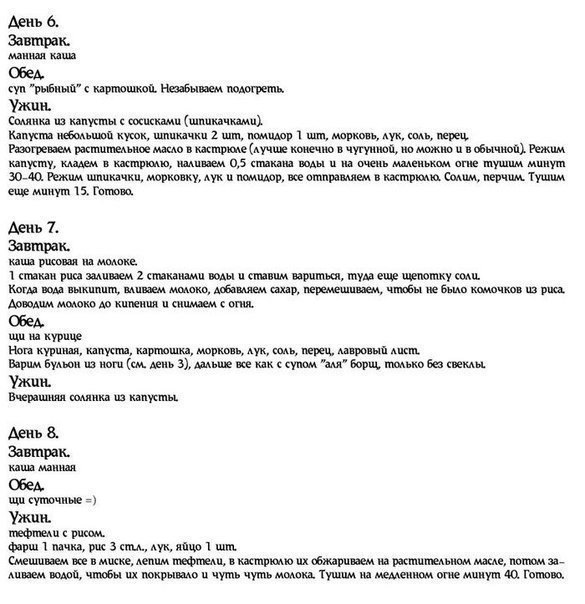 День 6.
Завтрак.
манная каша
Обед.
суп "рыбный" с картошкой. Незабываем подогреть.
Ужин.
Солянка из капусты с сосисками (шпикачками).
Капуста небольшой кусок, шпикачки 2 шт, помидор 1 шт, морковь, лук, соль, перец.
Разогреваем растительное масло в кастрюле (лучше конечно в чугунной, но можно и в обычной). Режим
капусту, кладем в кастрюлю, наливаем 0,5 стакана воды и на очень маленьком огне тушим минут
30-40. Режим шпикачки, морковку, лук и помидор, все отправляем в кастрюлю. Солим, перчим. Тушим
еще минут 15. Готово.
День 7.
Завтрак.
каша рисовая на молоке.
1 стакан риса заливаем 2 стаканами воды и ставим вариться, туда еще щепотку соли.
Когда вода выкипит, вливаем молоко, добавляем сахар, перемешиваем, чтобы не было комочков из риса.
Доводим молоко до кипения и снимаем с огня.
Обед.
щи на курице
Нога куриная, капуста, картошка, морковь, лук, соль, перец, лавровый лист.
Варим бульон из ноги (см. день 3), дальше все как с супом "аля" борщ, только без свеклы.
Ужин.
Вчерашняя солянка из капусты.
День 8.
Завтрак.
каша манная
Обед.
щи суточные =)
Ужин.
тефтели с рисом.
фарш 1 пачка, рис 3 ст.л., лук, яйцо 1 шт.
Смешиваем все в миске, лепим тефтели, в кастрюлю их обжариваем на растительном масле, потом за-
ливаем водой, чтобы их покрывало и чуть чуть молока. Тушим на медленном огне минут 40. Готово.